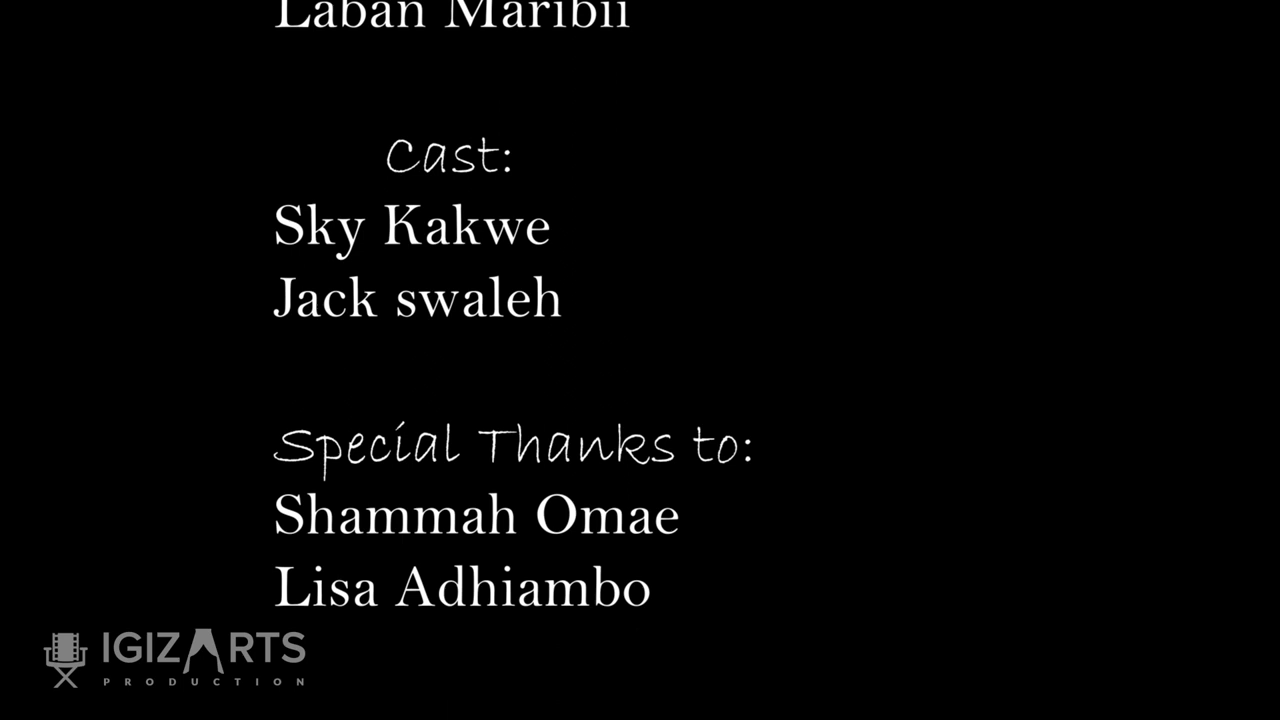 Laban Maribii
Cast:
Sky Kakwe
Jack swaleh
Special Thanks to:
Shammah Omae
Lisa Adhiambo
IGIZARTS
PRODUCTION